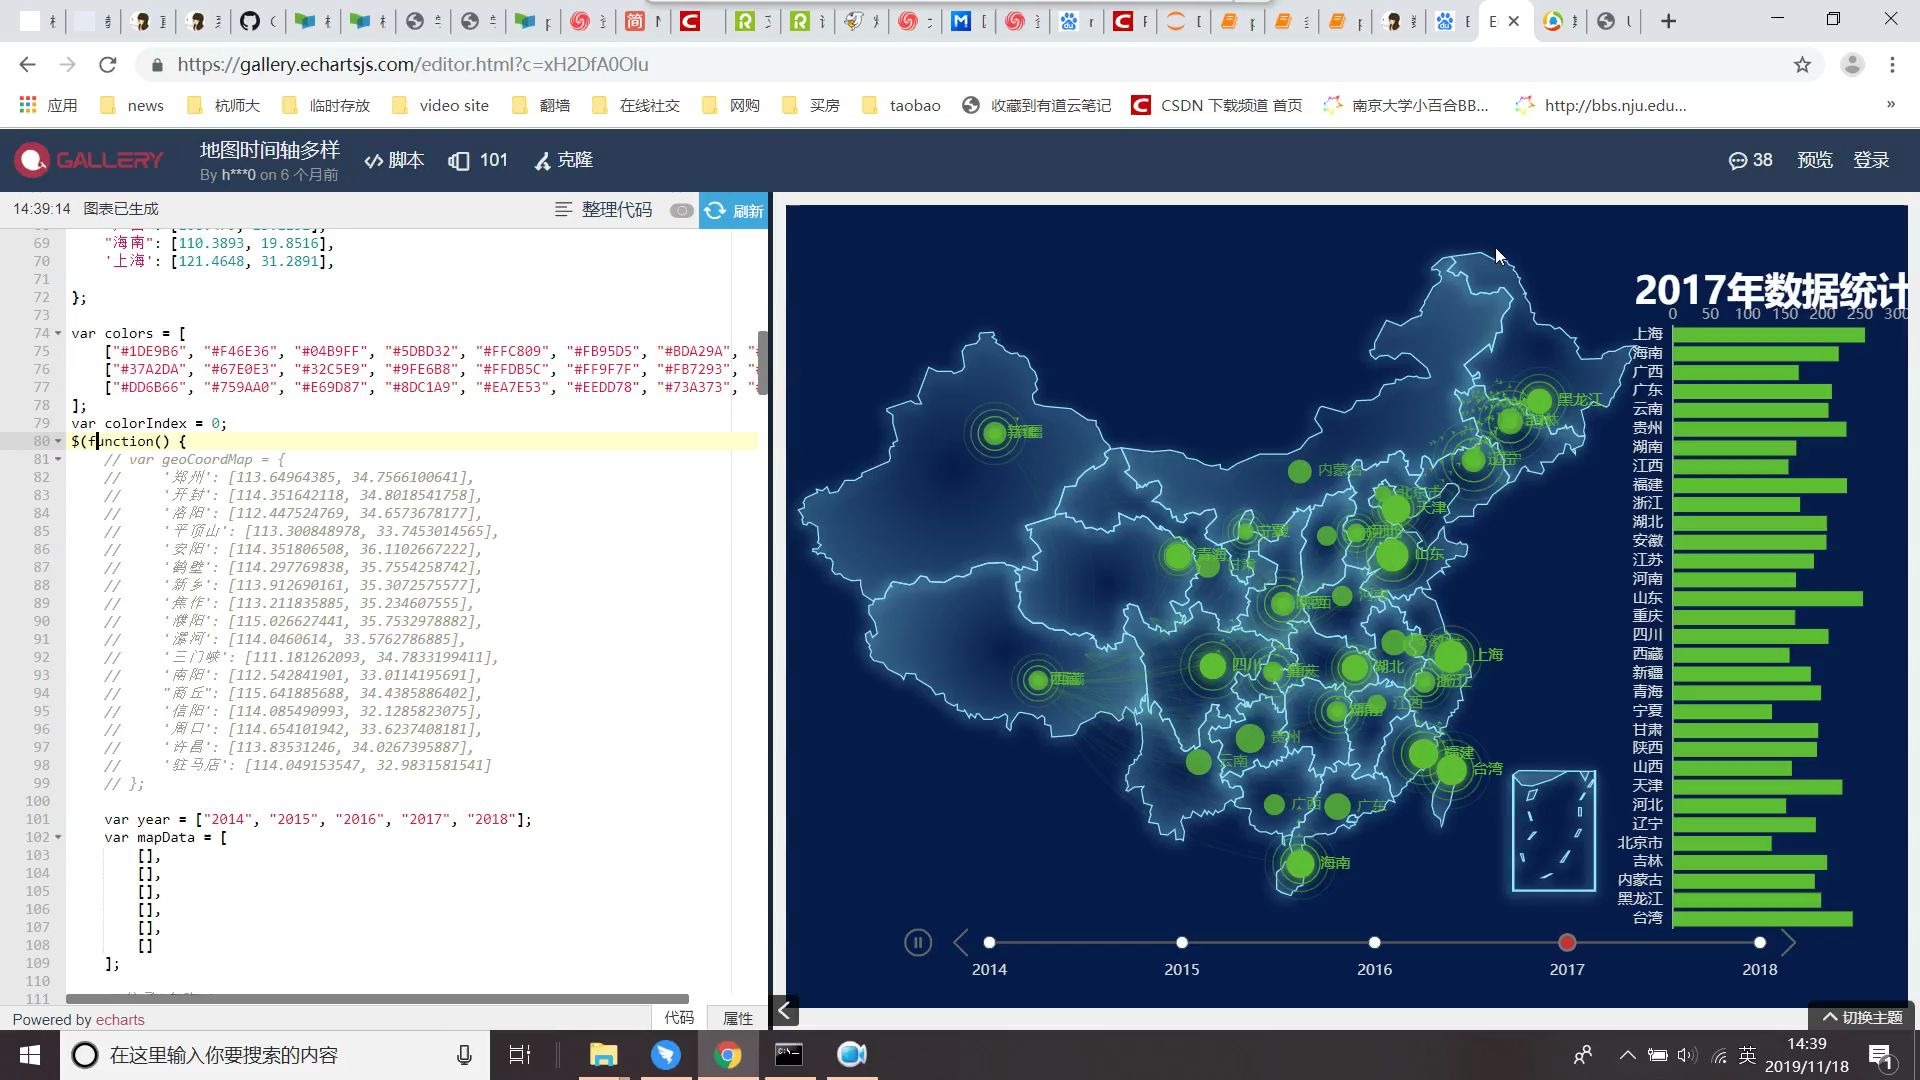 https://gallery.echartsjs.com/editor.html?c=xH2DfA0Olu
应用 news 杭师大 临时存放 video site 翻墙 在线社交 网购 买房 taobao 收藏到有道云笔记 CSDN 下载频道 首页 南京大学小百合BB... http://bbs.nju.edu... »
GALLERY 地图时间轴多样 脚本 101 克隆 38 预览 登录
By h***0 on 6 个月前
14:39:14 图表已生成 整理代码 刷新
69 "海南": [110.3893, 19.8516],
70 '上海': [121.4648, 31.2891],
71
72 };
73
74 var colors = [
75 ["#1DE9B6", "#F46E36", "#04B9FF", "#5DBD32", "#FFC809", "#FB95D5", "#BDA29A",
76 ["#37A2DA", "#67E0E3", "#32C5E9", "#9FE6B8", "#FFDB5C", "#FF9F7F", "#FB7293",
77 ["#DD6B66", "#759AA0", "#E69D87", "#8DC1A9", "#EA7E53", "#EEDD78", "#73A373",
78 ];
79 var colorIndex = 0;
80 $(function() {
81 // var geoCoordMap = {
82 // '郑州': [113.64964385, 34.7566100641],
83 // '开封': [114.351642118, 34.8018541758],
84 // '洛阳': [112.447524769, 34.6573678177],
85 // '平顶山': [113.300848978, 33.7453014565],
86 // '安阳': [114.351806508, 36.1102667222],
87 // '鹤壁': [114.297769838, 35.7554258742],
88 // '新乡': [113.912690161, 35.3072575577],
89 // '焦作': [113.211835885, 35.234607555],
90 // '濮阳': [115.026627441, 35.7532978882],
91 // '漯河': [114.0460614, 33.5762786885],
92 // '三门峡': [111.181262093, 34.7833199411],
93 // '南阳': [112.542841901, 33.0114195691],
94 // "商丘": [115.641885688, 34.4385886402],
95 // '信阳': [114.085490993, 32.1285823075],
96 // '周口': [114.654101942, 33.6237408181],
97 // '许昌': [113.83531246, 34.0267395887],
98 // '驻马店': [114.049153547, 32.9831581541]
99 // };
100
101 var year = ["2014", "2015", "2016", "2017", "2018"];
102 var mapData = [
103 [],
104 [],
105 [],
106 [],
107 [],
108 []
109 ];
110
111
Powered by echarts 代码 属性
2017年数据统计
0 50 100 150 200 250 300
上海
海南
广西
广东
云南
贵州
湖南
江西
福建
浙江
湖北
安徽
江苏
河南
山东
重庆
四川
西藏
新疆
青海
宁夏
甘肃
陕西
山西
天津
河北
辽宁
北京市
吉林
内蒙古
黑龙江
台湾
黑龙江
吉林
新疆
辽宁
内蒙古
北京市
天津
宁夏
山东
青海
甘肃
河南
陕西
上海
四川
重庆
湖北
浙江
西藏
湖南
江西
贵州
福建
云南
台湾
广西
广东
海南
2014 2015 2016 2017 2018
切换主题
在这里输入你要搜索的内容
英
14:39
2019/11/18
1